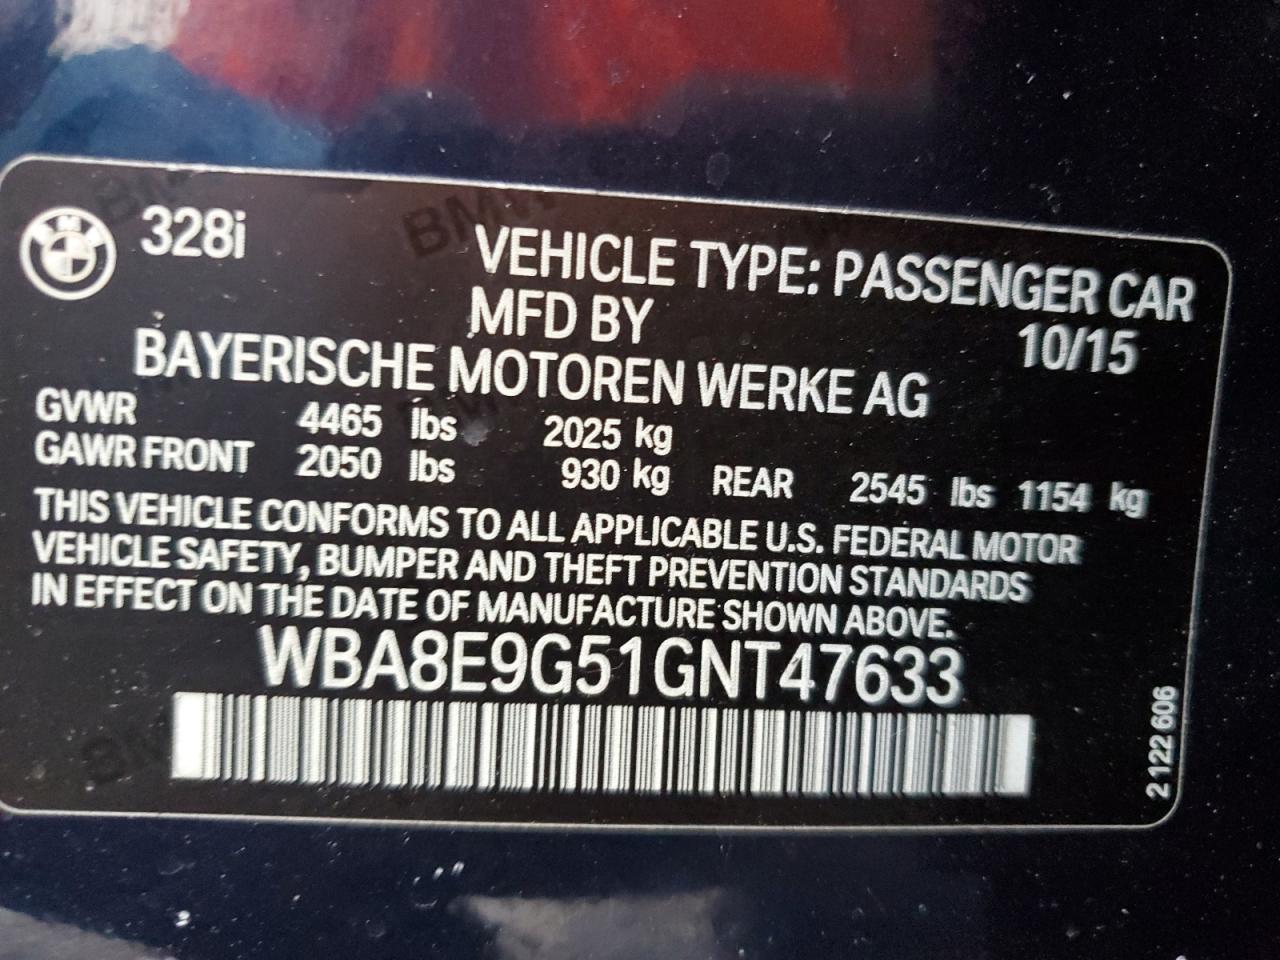 328i
VEHICLE TYPE: PASSENGER CAR
MFD BY 10/15
BAYERISCHE MOTOREN WERKE AG
GVWR 4465 lbs 2025 kg
GAWR FRONT 2050 lbs 930 kg REAR 2545 lbs 1154 kg
THIS VEHICLE CONFORMS TO ALL APPLICABLE U.S. FEDERAL MOTOR
VEHICLE SAFETY, BUMPER AND THEFT PREVENTION STANDARDS
IN EFFECT ON THE DATE OF MANUFACTURE SHOWN ABOVE.
WBA8E9G51GNT47633
2 122 606
BMW